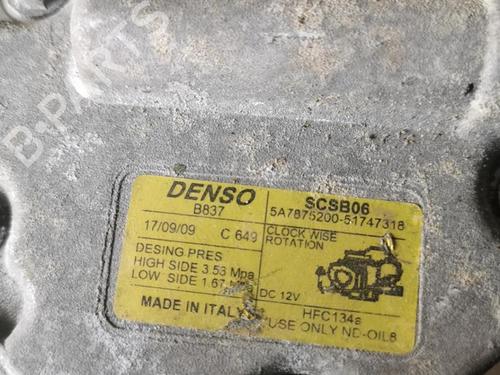 B-PARTS
DENSO SCSB06
B837 5A7875200-51747318
17/09/09 C 649 CLOCK WISE
ROTATION
DESING PRES
HIGH SIDE 3.53 Mpa
LOW SIDE 1.67
DC 12V
MADE IN ITALY HFC134a
USE ONLY ND-OIL8